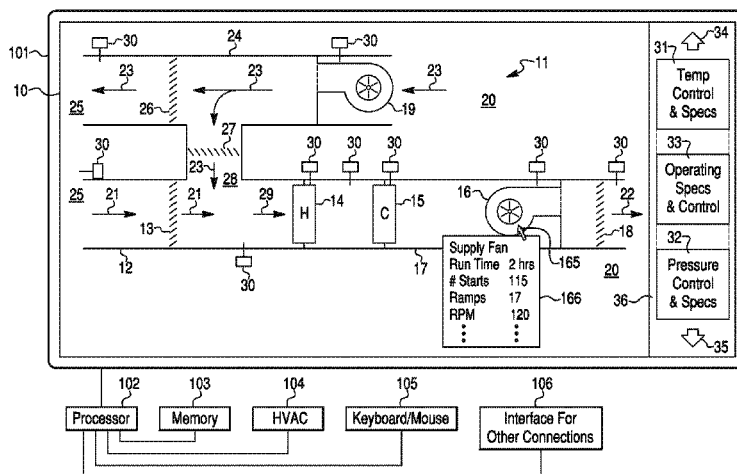 101
10
30
24
30
11
31
34
23
23
23
Temp
Control
& Specs
25
26
19
20
33
27
30
30
30
30
30
30
Operating
Specs
& Control
23
28
25
21
21
29
H
14
C
15
16
22
13
18
32
12
30
17
165
20
Supply Fan
Run Time 2 hrs
# Starts 115
Ramps 17
RPM 120
166
36
Pressure
Control
& Specs
35
102
103
104
105
106
Processor
Memory
HVAC
Keyboard/Mouse
Interface For
Other Connections